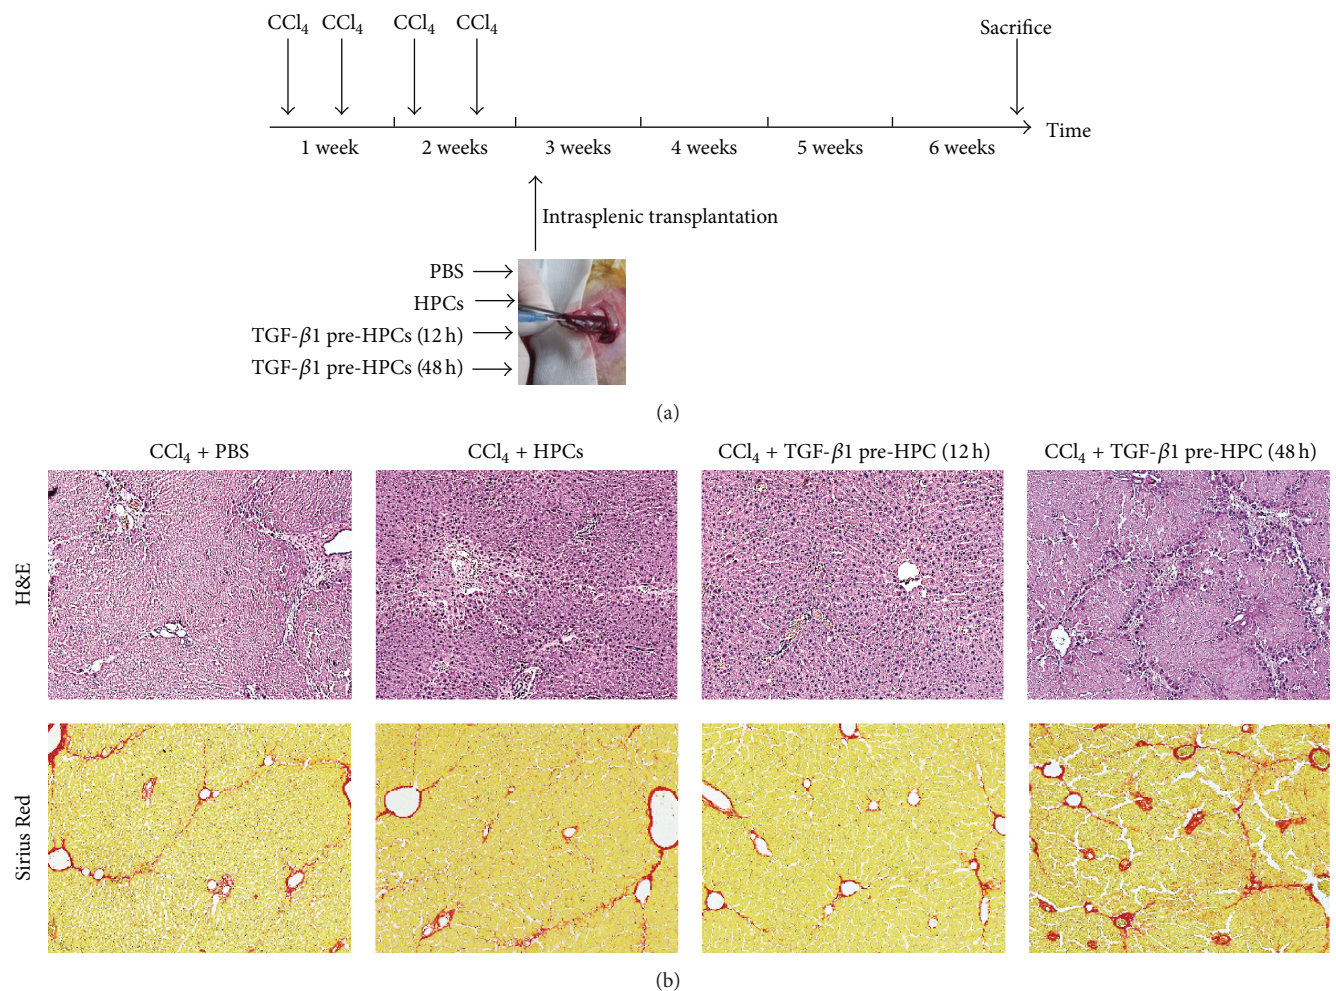 CCl4 CCl4 CCl4 CCl4 Sacrifice
Time
1 week 2 weeks 3 weeks 4 weeks 5 weeks 6 weeks
Intrasplenic transplantation
PBS
HPCs
TGF-β1 pre-HPCs (12 h)
TGF-β1 pre-HPCs (48 h)
(a)
CCl4 + PBS CCl4 + HPCs CCl4 + TGF-β1 pre-HPC (12 h) CCl4 + TGF-β1 pre-HPC (48 h)
H&E
Sirius Red
(b)